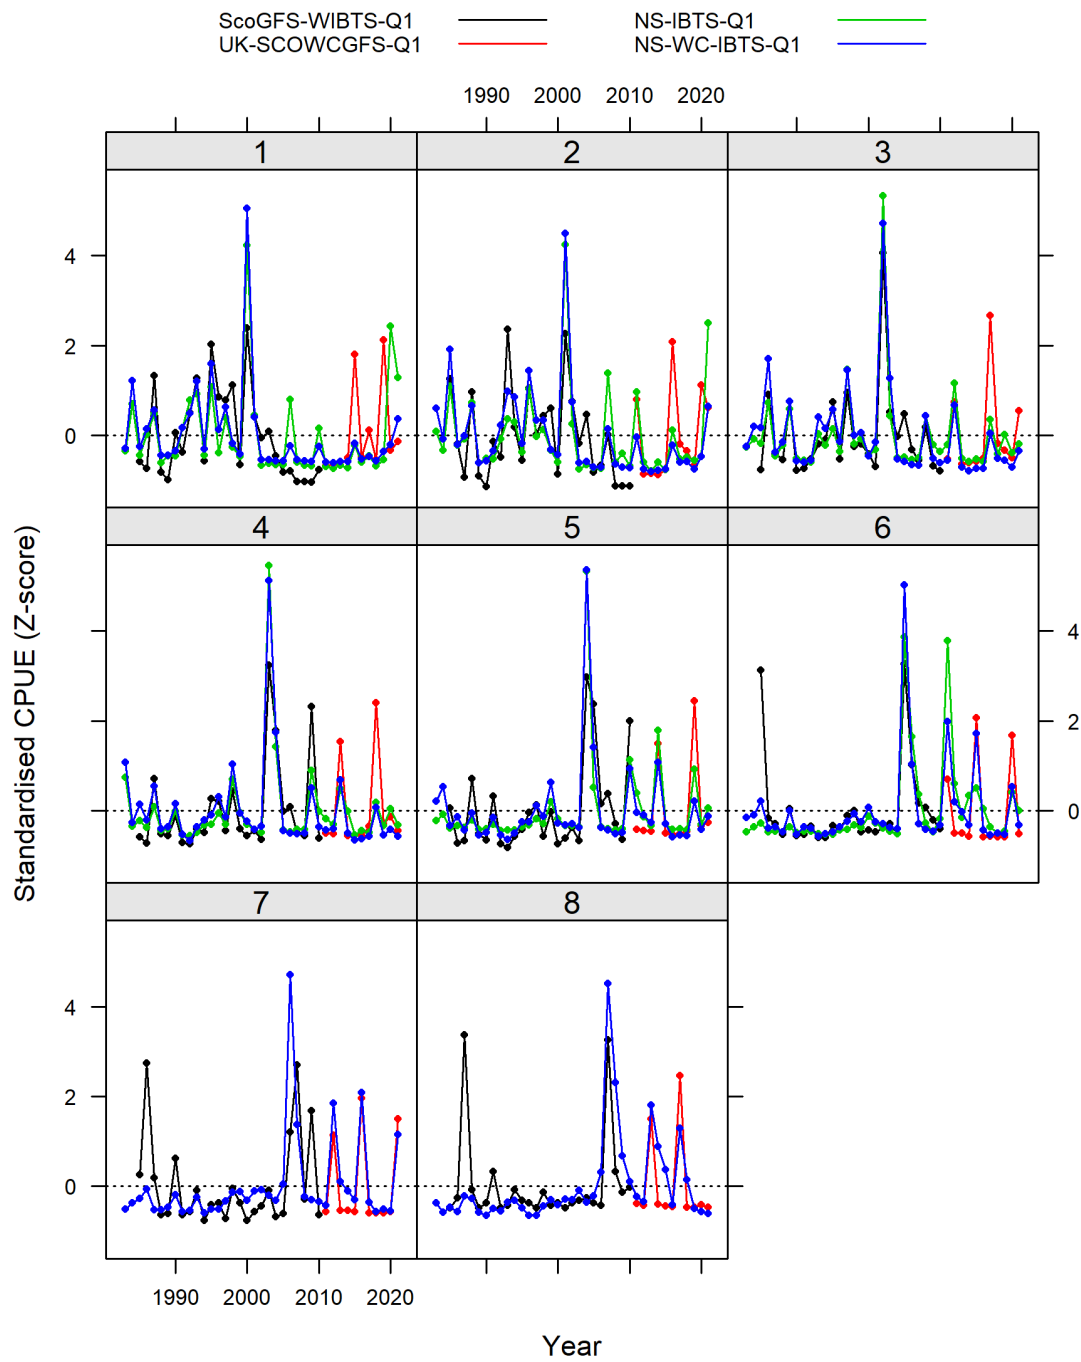 ScoGFS-WIBTS-Q1 NS-IBTS-Q1
UK-SCOWCGFS-Q1 NS-WC-IBTS-Q1
1990 2000 2010 2020
1 2 3
4
2
0
4 5 6
4
2
0
7 8
4
2
0
1990 2000 2010 2020
Standardised CPUE (Z-score)
Year